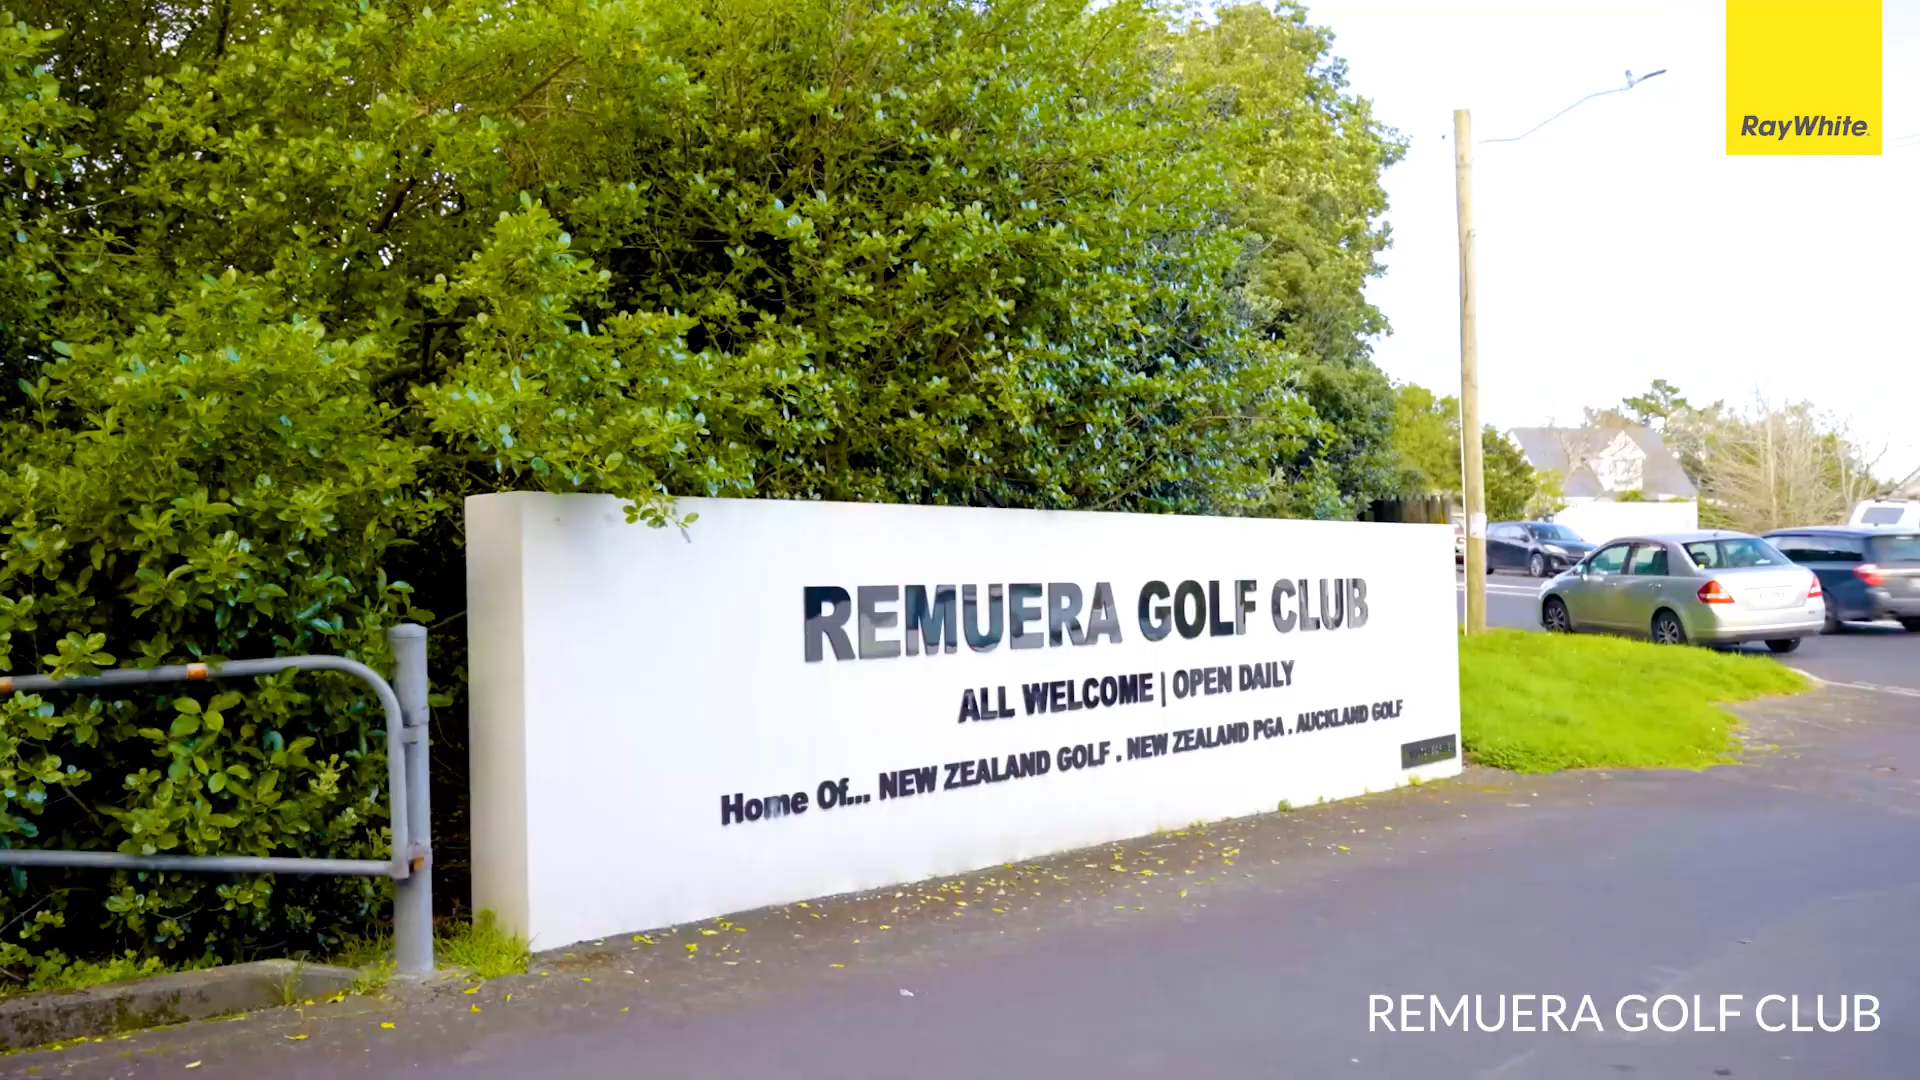 RayWhite
REMUERA GOLF CLUB
ALL WELCOME | OPEN DAILY
Home Of... NEW ZEALAND GOLF . NEW ZEALAND PGA . AUCKLAND GOLF
REMUERA GOLF CLUB